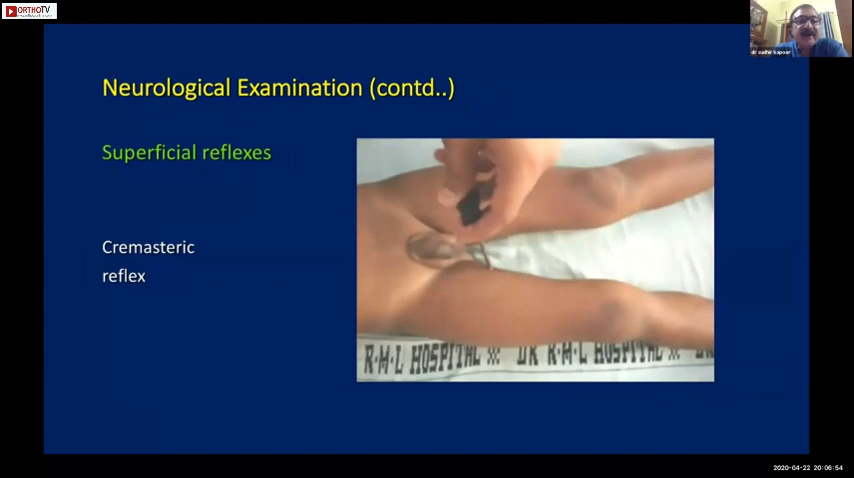 ORTHOTV
dr sudhir kapoor
Neurological Examination (contd..)
Superficial reflexes
Cremasteric
reflex
R·M·L HOSPITAL DR R·M·L HOSPITAL
2020-04-22 20:06:54